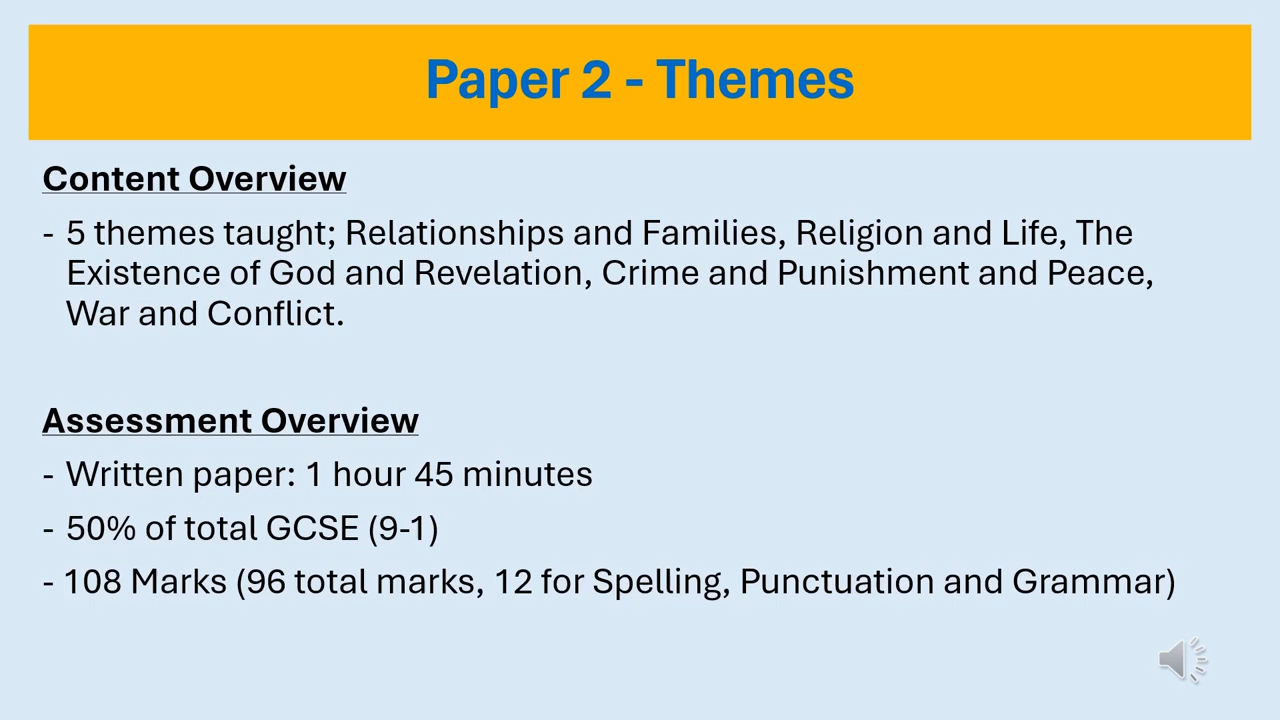 Paper 2 - Themes
Content Overview
- 5 themes taught; Relationships and Families, Religion and Life, The
Existence of God and Revelation, Crime and Punishment and Peace,
War and Conflict.
Assessment Overview
- Written paper: 1 hour 45 minutes
- 50% of total GCSE (9-1)
- 108 Marks (96 total marks, 12 for Spelling, Punctuation and Grammar)